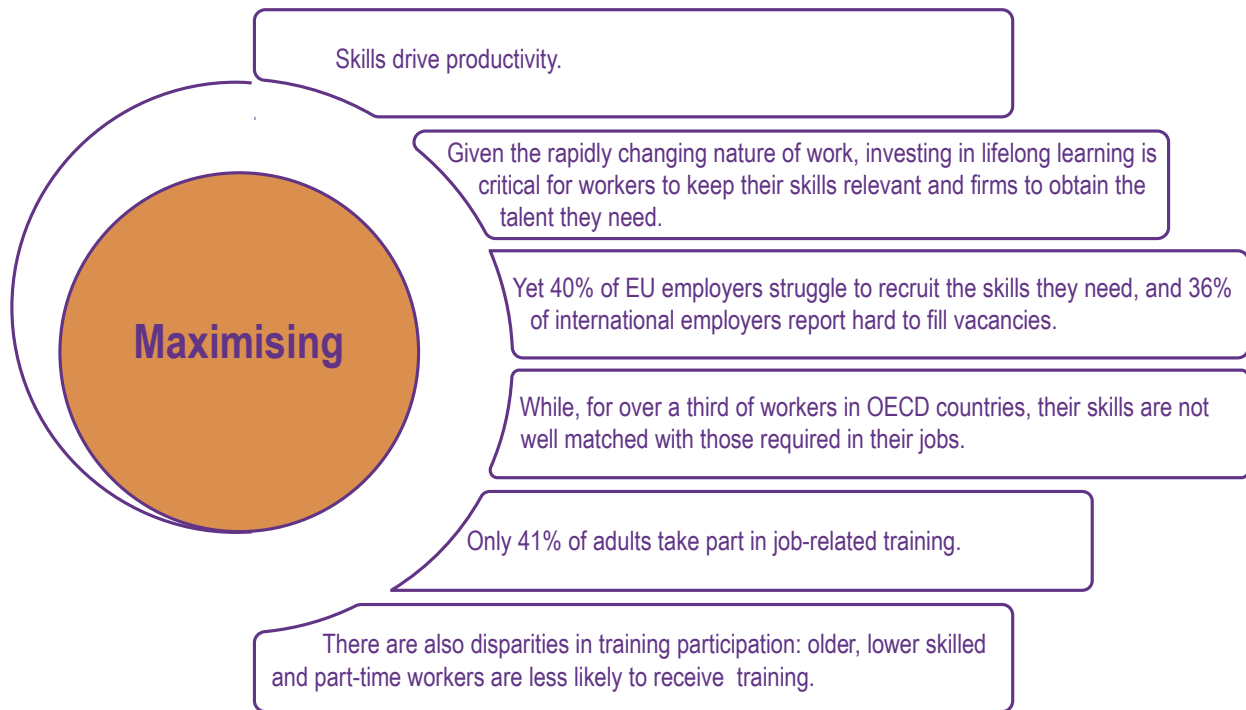 Skills drive productivity.
Given the rapidly changing nature of work, investing in lifelong learning is
critical for workers to keep their skills relevant and firms to obtain the
talent they need.
Yet 40% of EU employers struggle to recruit the skills they need, and 36%
of international employers report hard to fill vacancies.
Maximising
While, for over a third of workers in OECD countries, their skills are not
well matched with those required in their jobs.
Only 41% of adults take part in job-related training.
There are also disparities in training participation: older, lower skilled
and part-time workers are less likely to receive  training.